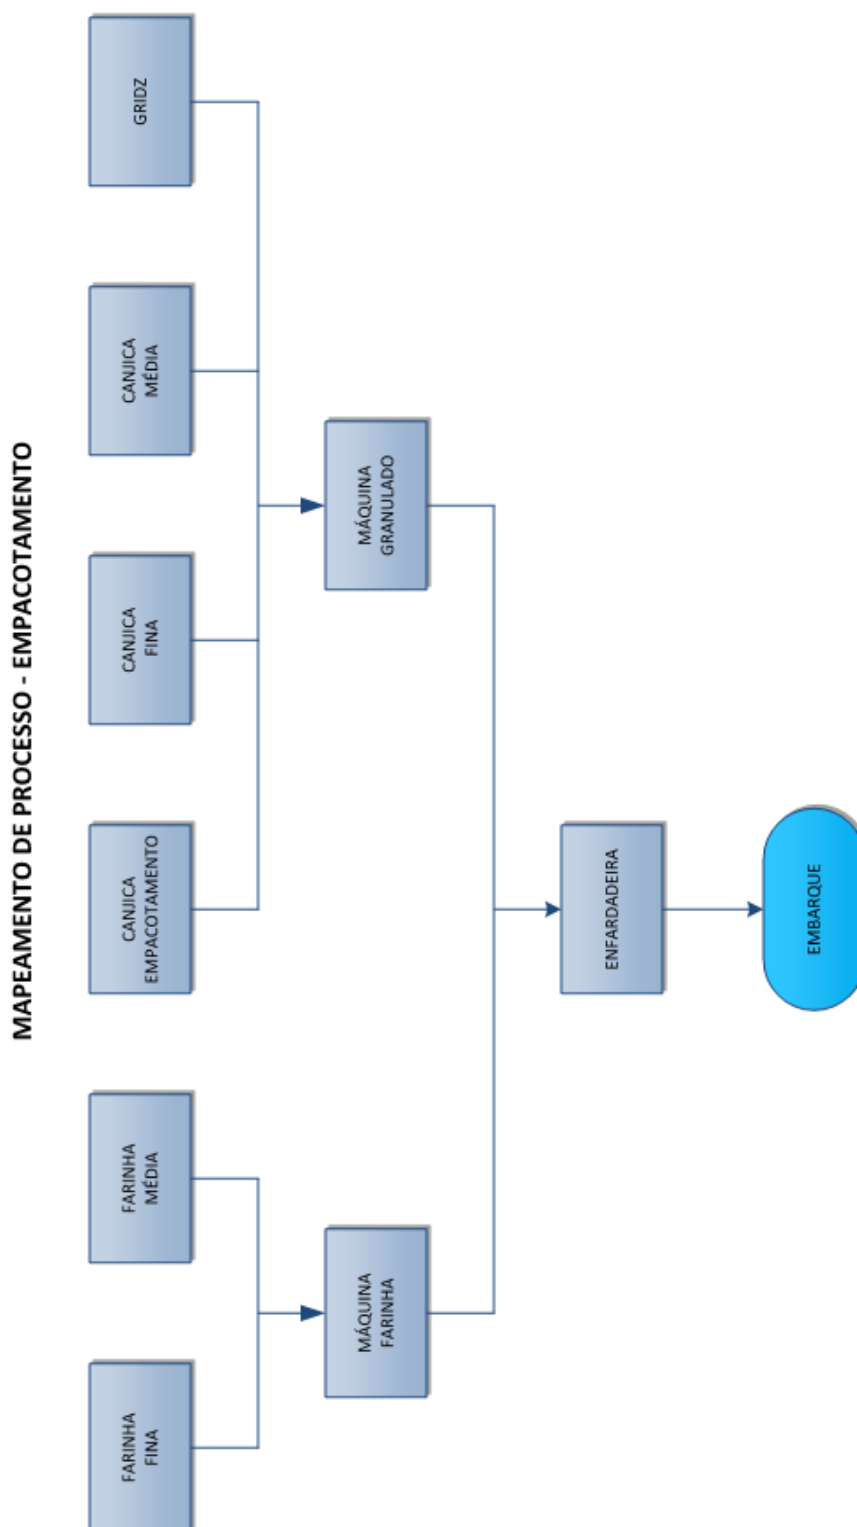 MAPEAMENTO DE PROCESSO - EMPACOTAMENTO
FARINHA
FINA
FARINHA
MÉDIA
CANJICA
EMPACOTAMENTO
CANJICA
FINA
CANJICA
MÉDIA
GRIDZ
MÁQUINA
FARINHA
MÁQUINA
GRANULADO
ENFARDADEIRA
EMBARQUE